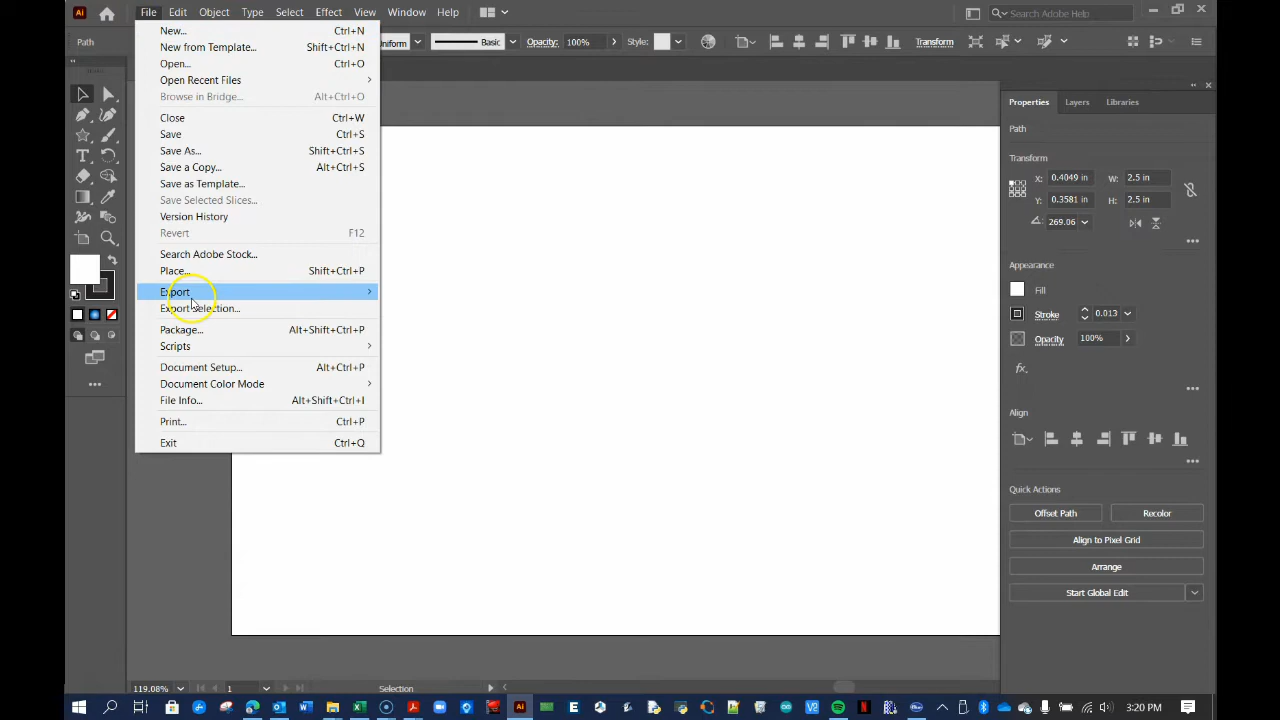 Ai File Edit Object Type Select Effect View Window Help Search Adobe Help
Path Uniform Basic Opacity: 100% Style: Transform
New... Ctrl+N
New from Template... Shift+Ctrl+N
Open... Ctrl+O
Open Recent Files
Browse in Bridge... Alt+Ctrl+O
Close Ctrl+W
Save Ctrl+S
Save As... Shift+Ctrl+S
Save a Copy... Alt+Ctrl+S
Save as Template...
Save Selected Slices...
Version History
Revert F12
Search Adobe Stock...
Place... Shift+Ctrl+P
Export
Export Selection...
Package... Alt+Shift+Ctrl+P
Scripts
Document Setup... Alt+Ctrl+P
Document Color Mode
File Info... Alt+Shift+Ctrl+I
Print... Ctrl+P
Exit Ctrl+Q
Properties Layers Libraries
Path
Transform
X: 0.4049 in W: 2.5 in
Y: 0.3581 in H: 2.5 in
269.06
Appearance
Fill
Stroke 0.013
Opacity 100%
fx.
Align
Quick Actions
Offset Path Recolor
Align to Pixel Grid
Arrange
Start Global Edit
119.08% 1 Selection
3:20 PM